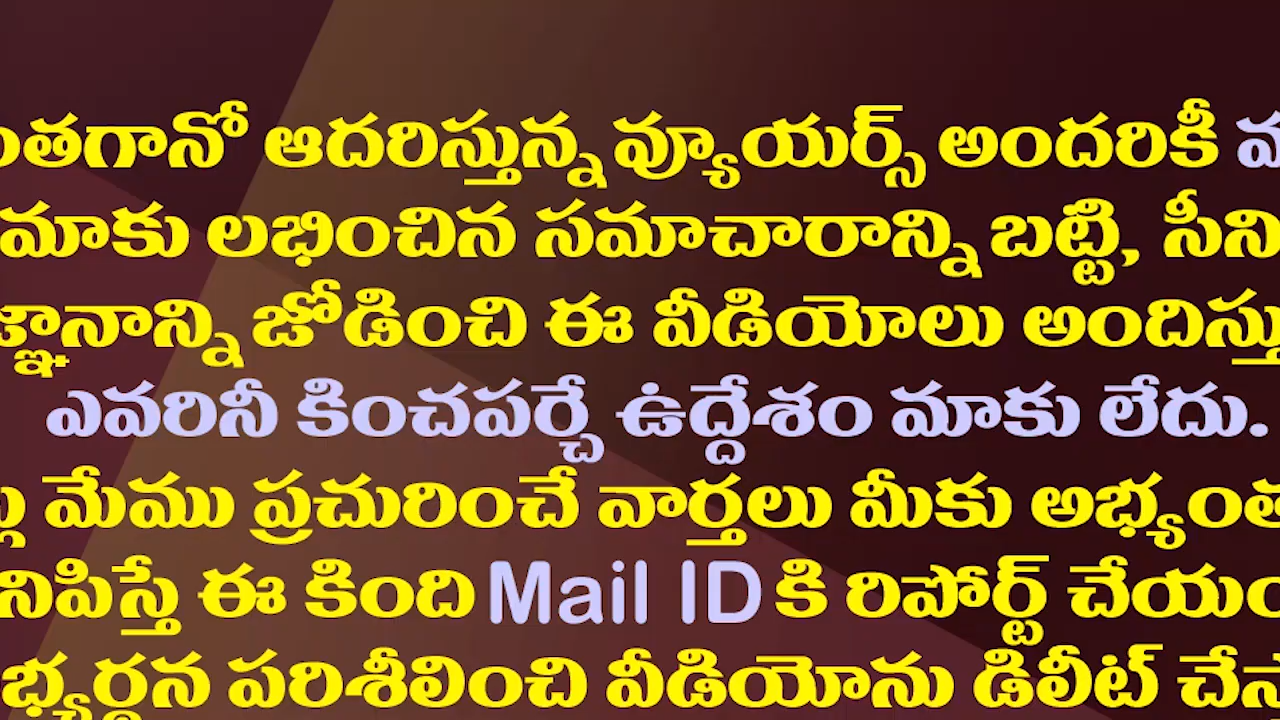 ఆదరిస్తున్న వ్యూయర్స్ అందరికీ
మాకు లభించిన సమాచారాన్ని బట్టి, సీని
జోడించి ఈ వీడియోలు
ఎవరినీ కించపర్చే ఉద్దేశం మాకు లేదు.
మేము ప్రచురించే వార్తలు మీకు
ఈ కింది Mail ID కి రిపోర్ట్
పరిశీలించి వీడియోను డిలీట్